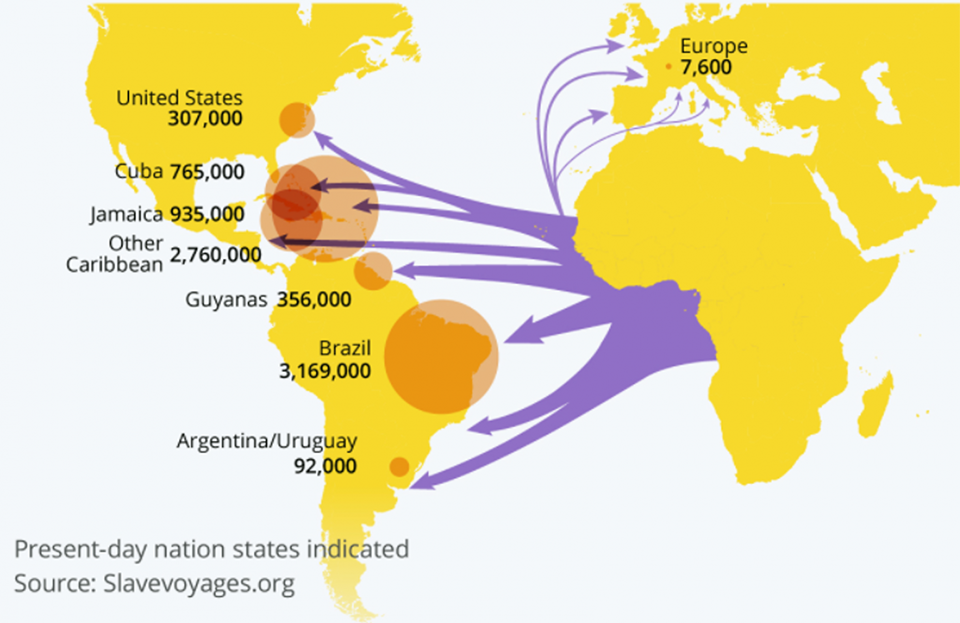 Europe
7,600
United States
307,000
Cuba 765,000
Jamaica 935,000
Other
Caribbean 2,760,000
Guyanas 356,000
Brazil
3,169,000
Argentina/Uruguay
92,000
Present-day nation states indicated
Source: Slavevoyages.org